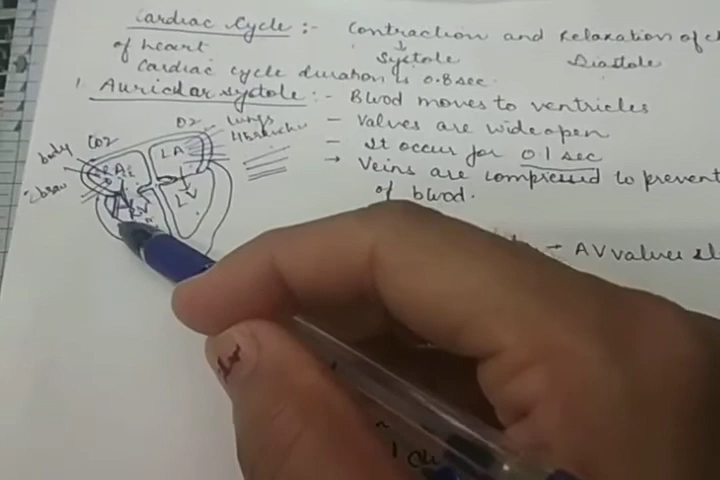 Cardiac Cycle :- Contraction and Relaxation of
of heart Systole Diastole
Cardiac cycle duration is 0.8 sec.
1. Auricular systole :- Blood moves to ventricles
- Valves are wide open
- It occur for 0.1 sec
→ Veins are compressed to prevent
of blood.
→ AV valves
body CO2 O2 lungs
RA LA
RV LV